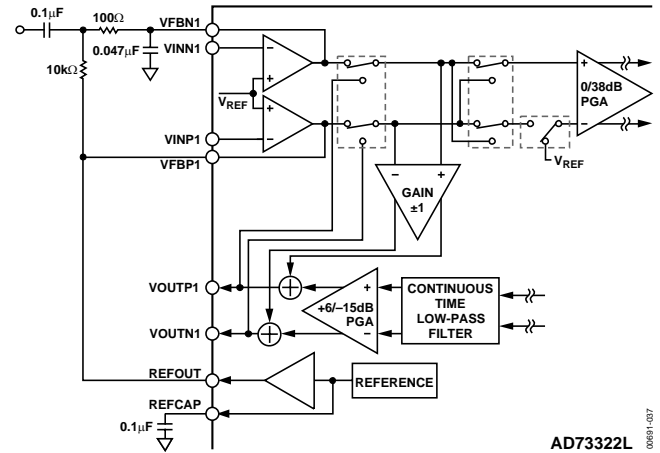 0.1µF
100Ω
VFBN1
VINN1
0.047µF
10kΩ
VREF
VINP1
VFBP1
0/38dB
PGA
VREF
GAIN
±1
VOUTP1
+6/–15dB
PGA
CONTINUOUS
TIME
LOW-PASS
FILTER
VOUTN1
REFOUT
REFERENCE
REFCAP
0.1µF
AD73322L
00691-037